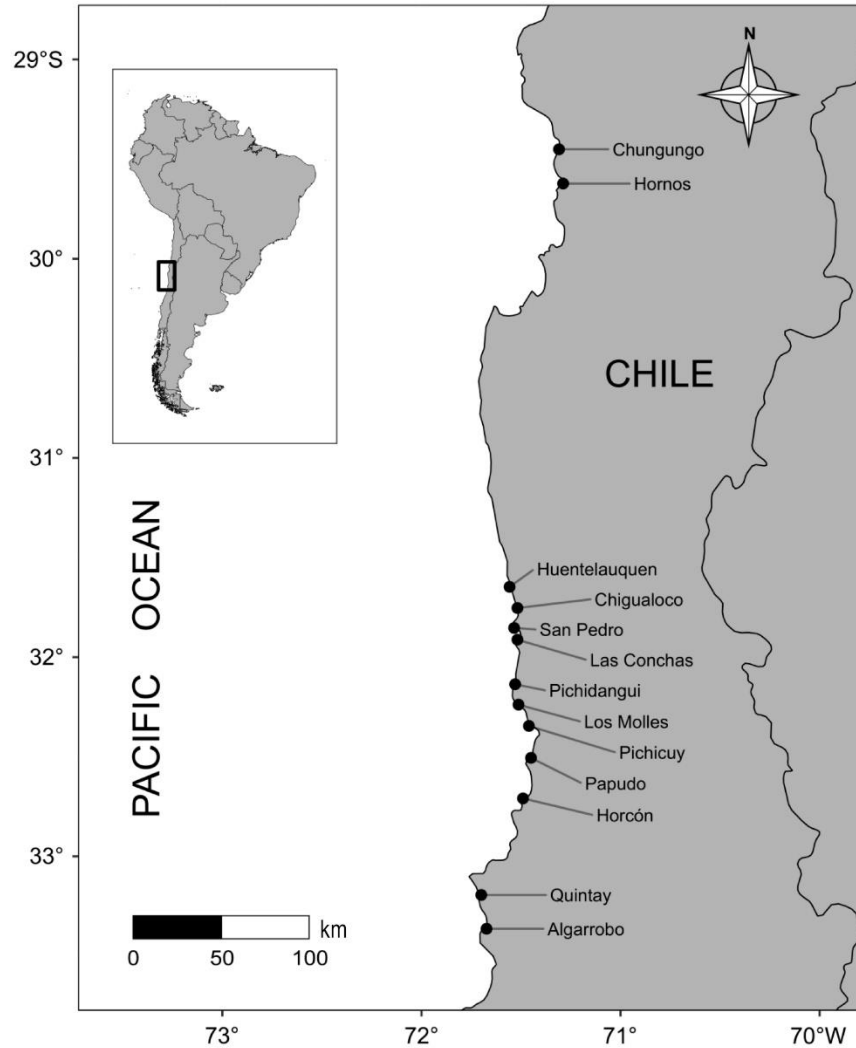 29°S
30°
31°
32°
33°
N
Chungungo
Hornos
CHILE
PACIFIC OCEAN
Huentelauquen
Chigualoco
San Pedro
Las Conchas
Pichidangui
Los Molles
Pichicuy
Papudo
Horcón
Quintay
Algarrobo
km
0 50 100
73° 72° 71° 70°W